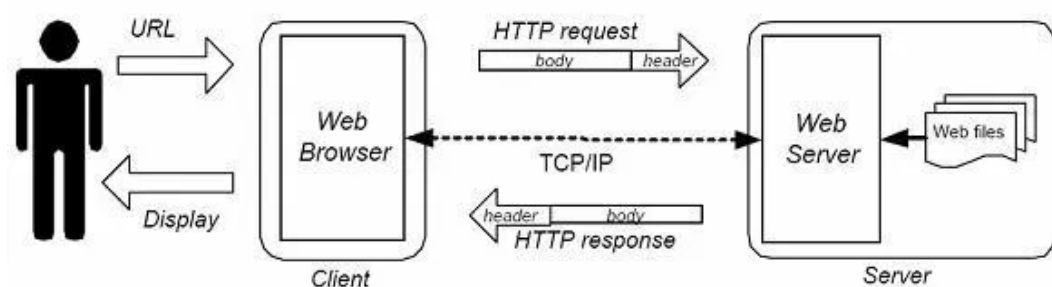 URL
HTTP request
body
header
Web
Browser
TCP/IP
Web
Server
Web files
Display
header
body
HTTP response
Client
Server